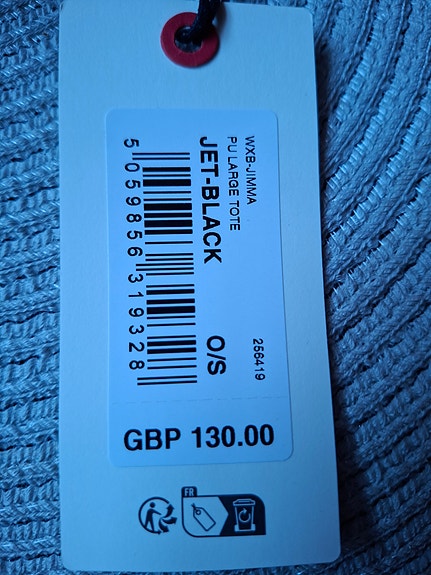 WXB-JIMMA
PU LARGE TOTE
256419
JET-BLACK O/S
5 059856 319328
GBP 130.00
FR